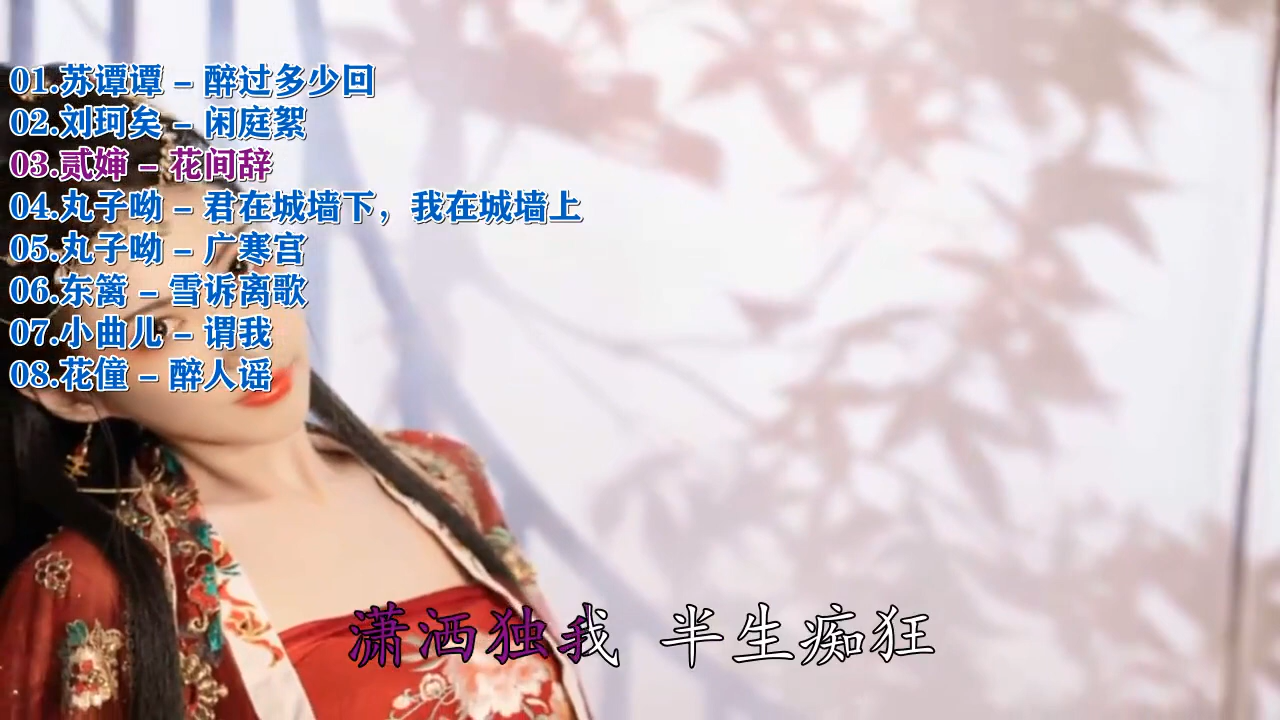 01.苏谭谭 – 醉过多少回
02.刘珂矣 – 闲庭絮
03.贰婶 – 花间辞
04.丸子呦 – 君在城墙下，我在城墙上
05.丸子呦 – 广寒宫
06.东篱 – 雪诉离歌
07.小曲儿 – 谓我
08.花僮 – 醉人谣
潇洒独我 半生痴狂